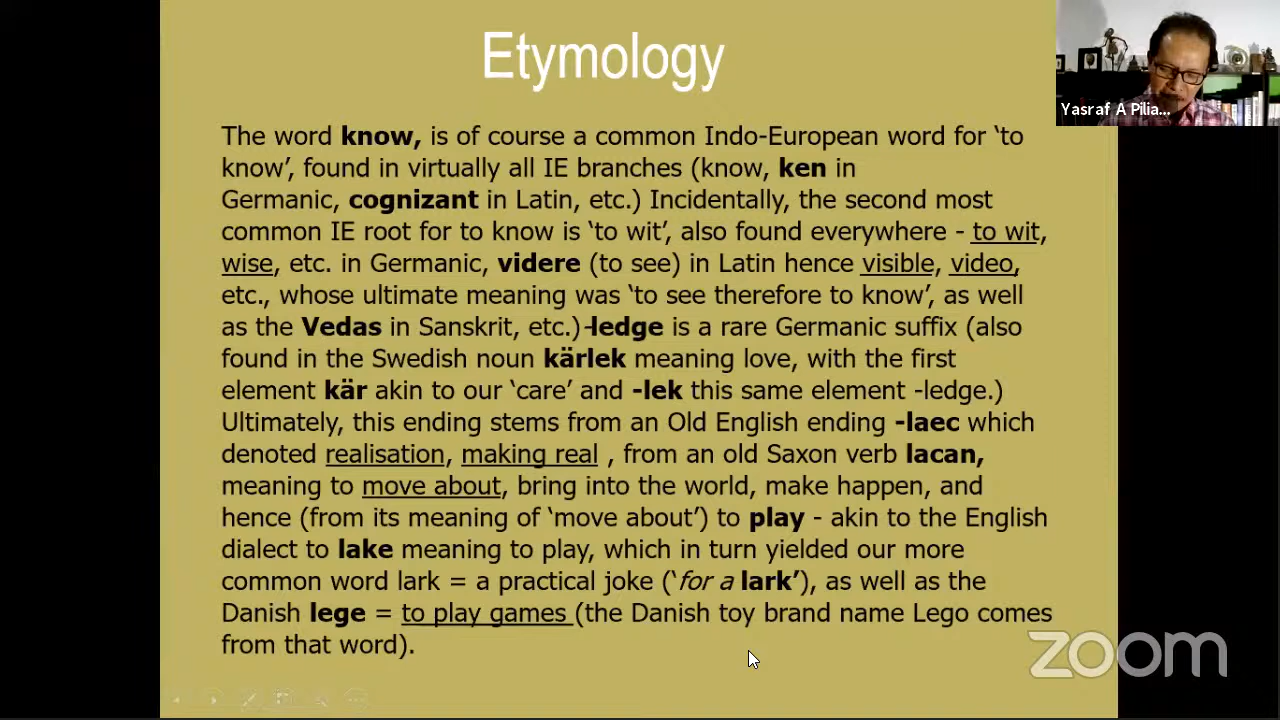 Etymology
Yasraf A Pilia...
The word know, is of course a common Indo-European word for ‘to
know’, found in virtually all IE branches (know, ken in
Germanic, cognizant in Latin, etc.) Incidentally, the second most
common IE root for to know is ‘to wit’, also found everywhere - to wit,
wise, etc. in Germanic, videre (to see) in Latin hence visible, video,
etc., whose ultimate meaning was ‘to see therefore to know’, as well
as the Vedas in Sanskrit, etc.) -ledge is a rare Germanic suffix (also
found in the Swedish noun kärlek meaning love, with the first
element kär akin to our ‘care’ and -lek this same element -ledge.)
Ultimately, this ending stems from an Old English ending -laec which
denoted realisation, making real , from an old Saxon verb lacan,
meaning to move about, bring into the world, make happen, and
hence (from its meaning of ‘move about’) to play - akin to the English
dialect to lake meaning to play, which in turn yielded our more
common word lark = a practical joke (‘for a lark’), as well as the
Danish lege = to play games (the Danish toy brand name Lego comes
from that word).
zoom